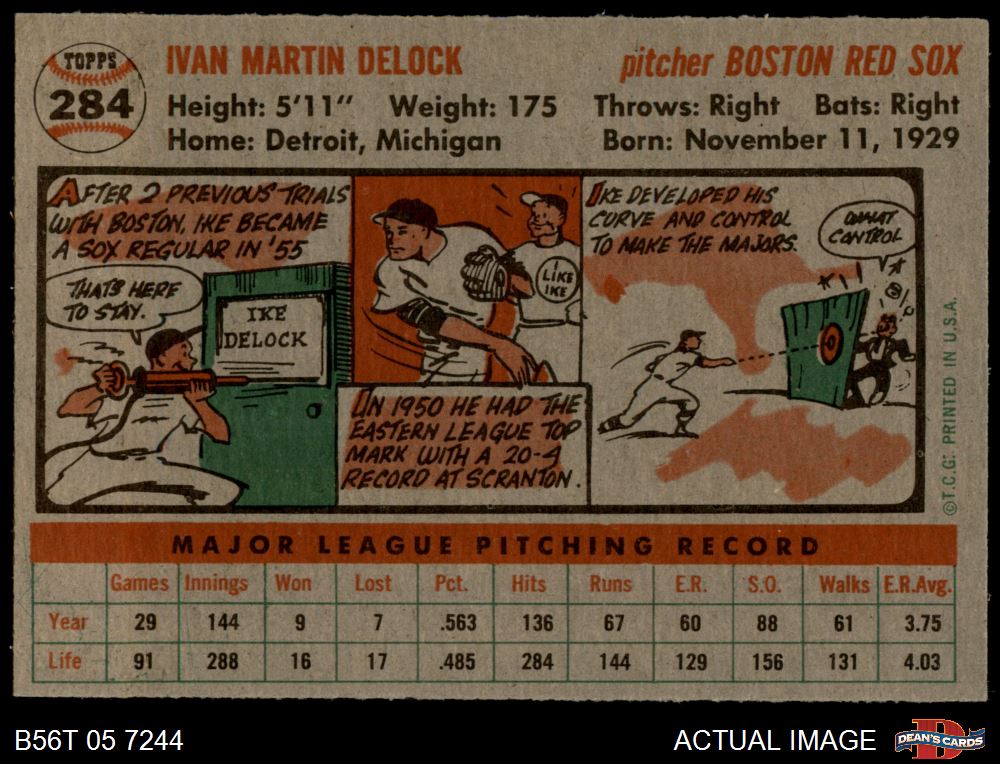 TOPPS
284
IVAN MARTIN DELOCK
pitcher BOSTON RED SOX
Height: 5'11" Weight: 175 Throws: Right Bats: Right
Home: Detroit, Michigan Born: November 11, 1929
AFTER 2 PREVIOUS TRIALS
WITH BOSTON, IKE BECAME
A SOX REGULAR IN '55
THAT'S HERE
TO STAY.
IKE
DELOCK
I
LIKE
IKE
IN 1950 HE HAD THE
EASTERN LEAGUE TOP
MARK WITH A 20-4
RECORD AT SCRANTON.
IKE DEVELOPED HIS
CURVE AND CONTROL
TO MAKE THE MAJORS.
CONTROL
©T.C.G. PRINTED IN U.S.A.
MAJOR LEAGUE PITCHING RECORD
Games Innings Won Lost Pct. Hits Runs E.R. S.O. Walks E.R.Avg.
Year 29 144 9 7 .563 136 67 60 88 61 3.75
Life 91 288 16 17 .485 284 144 129 156 131 4.03
B56T 05 7244
ACTUAL IMAGE
DEAN'S CARDS